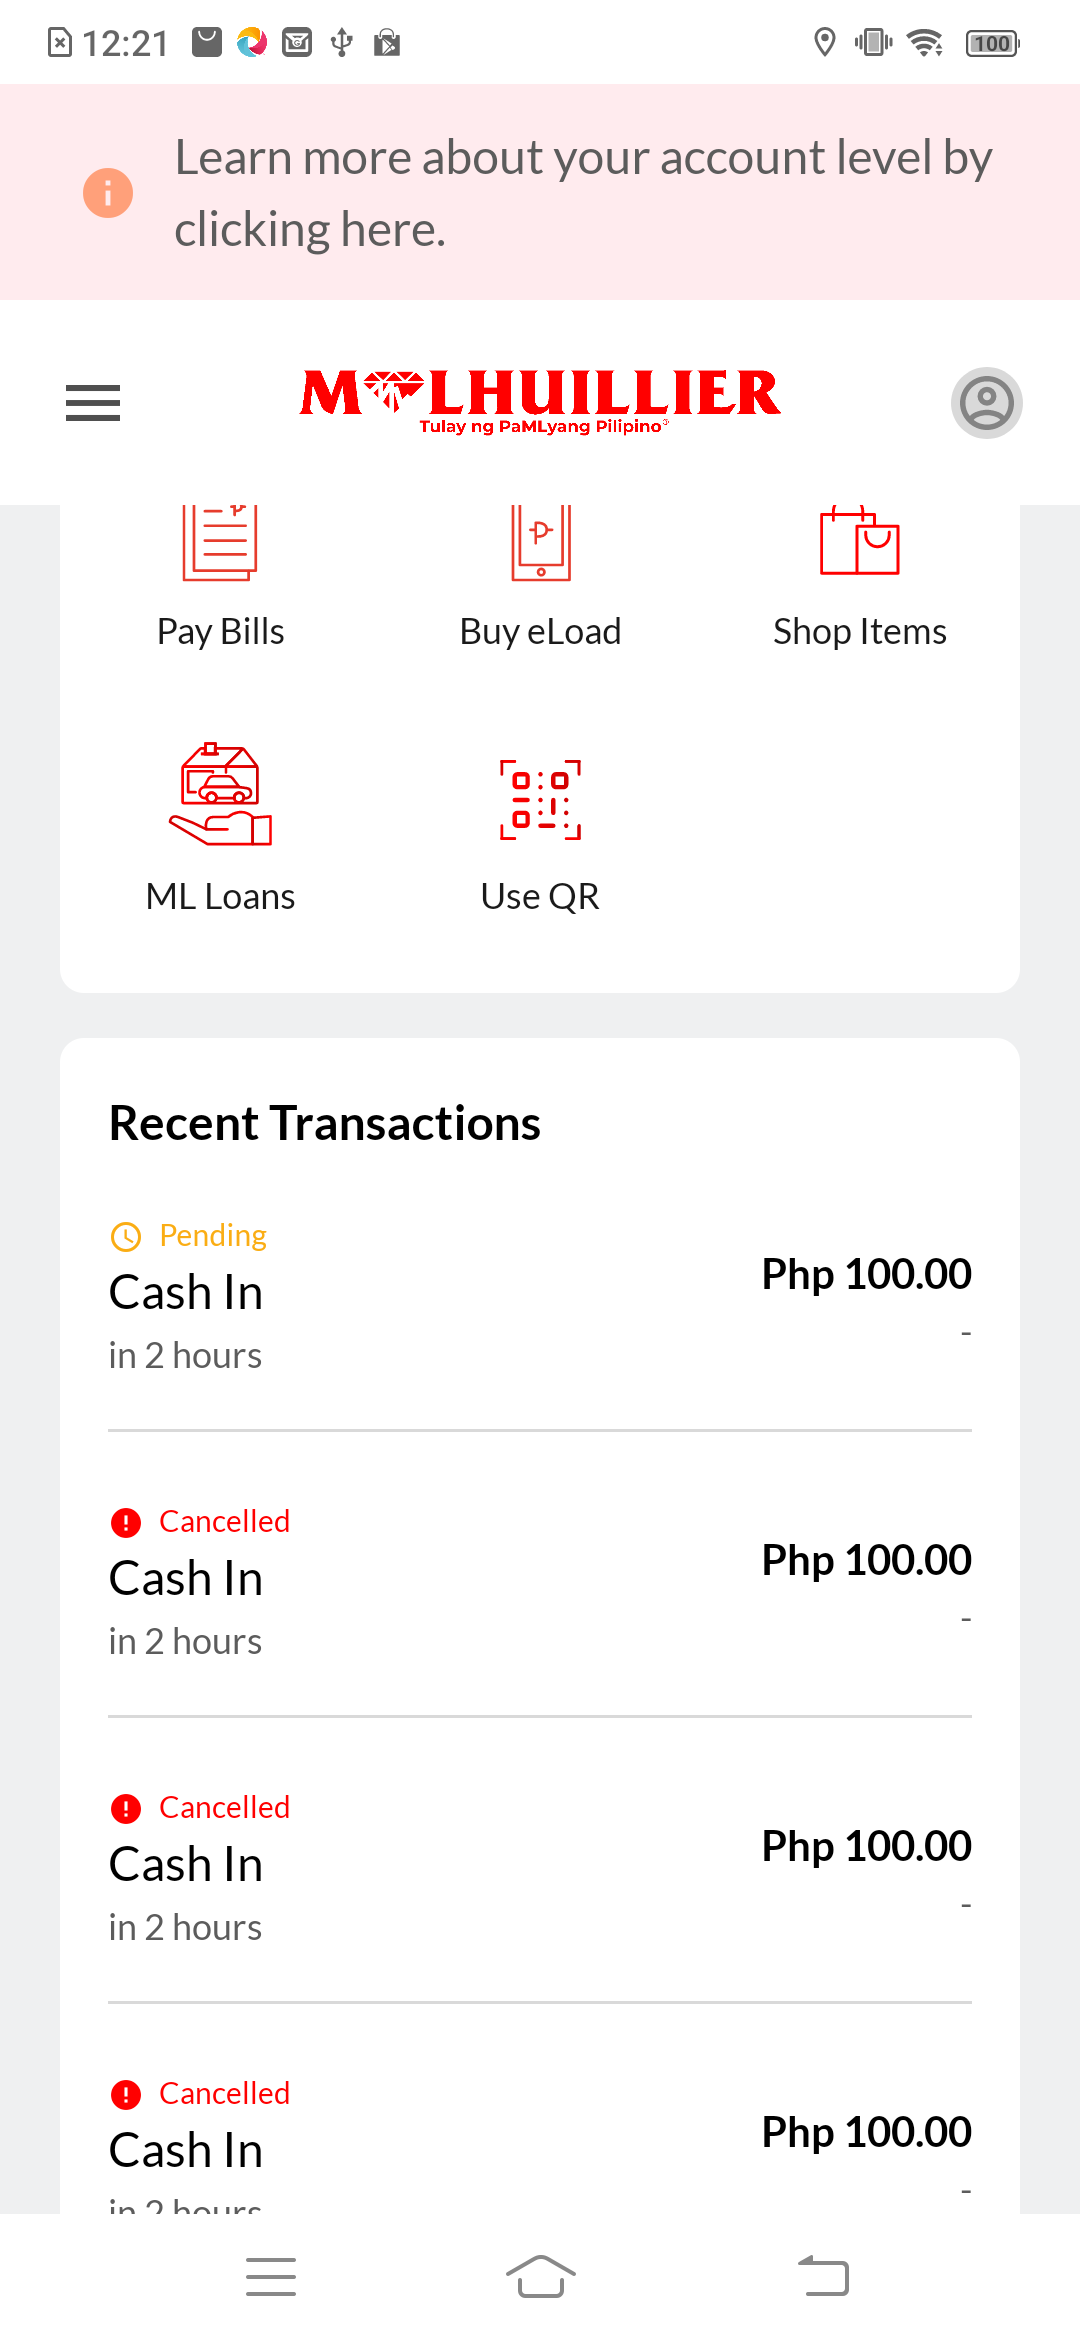 12:21
100
Learn more about your account level by
clicking here.
M LHUILLIER
Tulay ng PaMLyang Pilipino®
Pay Bills
Buy eLoad
Shop Items
ML Loans
Use QR
Recent Transactions
Pending
Cash In
Php 100.00
-
in 2 hours
Cancelled
Cash In
Php 100.00
-
in 2 hours
Cancelled
Cash In
Php 100.00
-
in 2 hours
Cancelled
Cash In
Php 100.00
-
in 2 hours